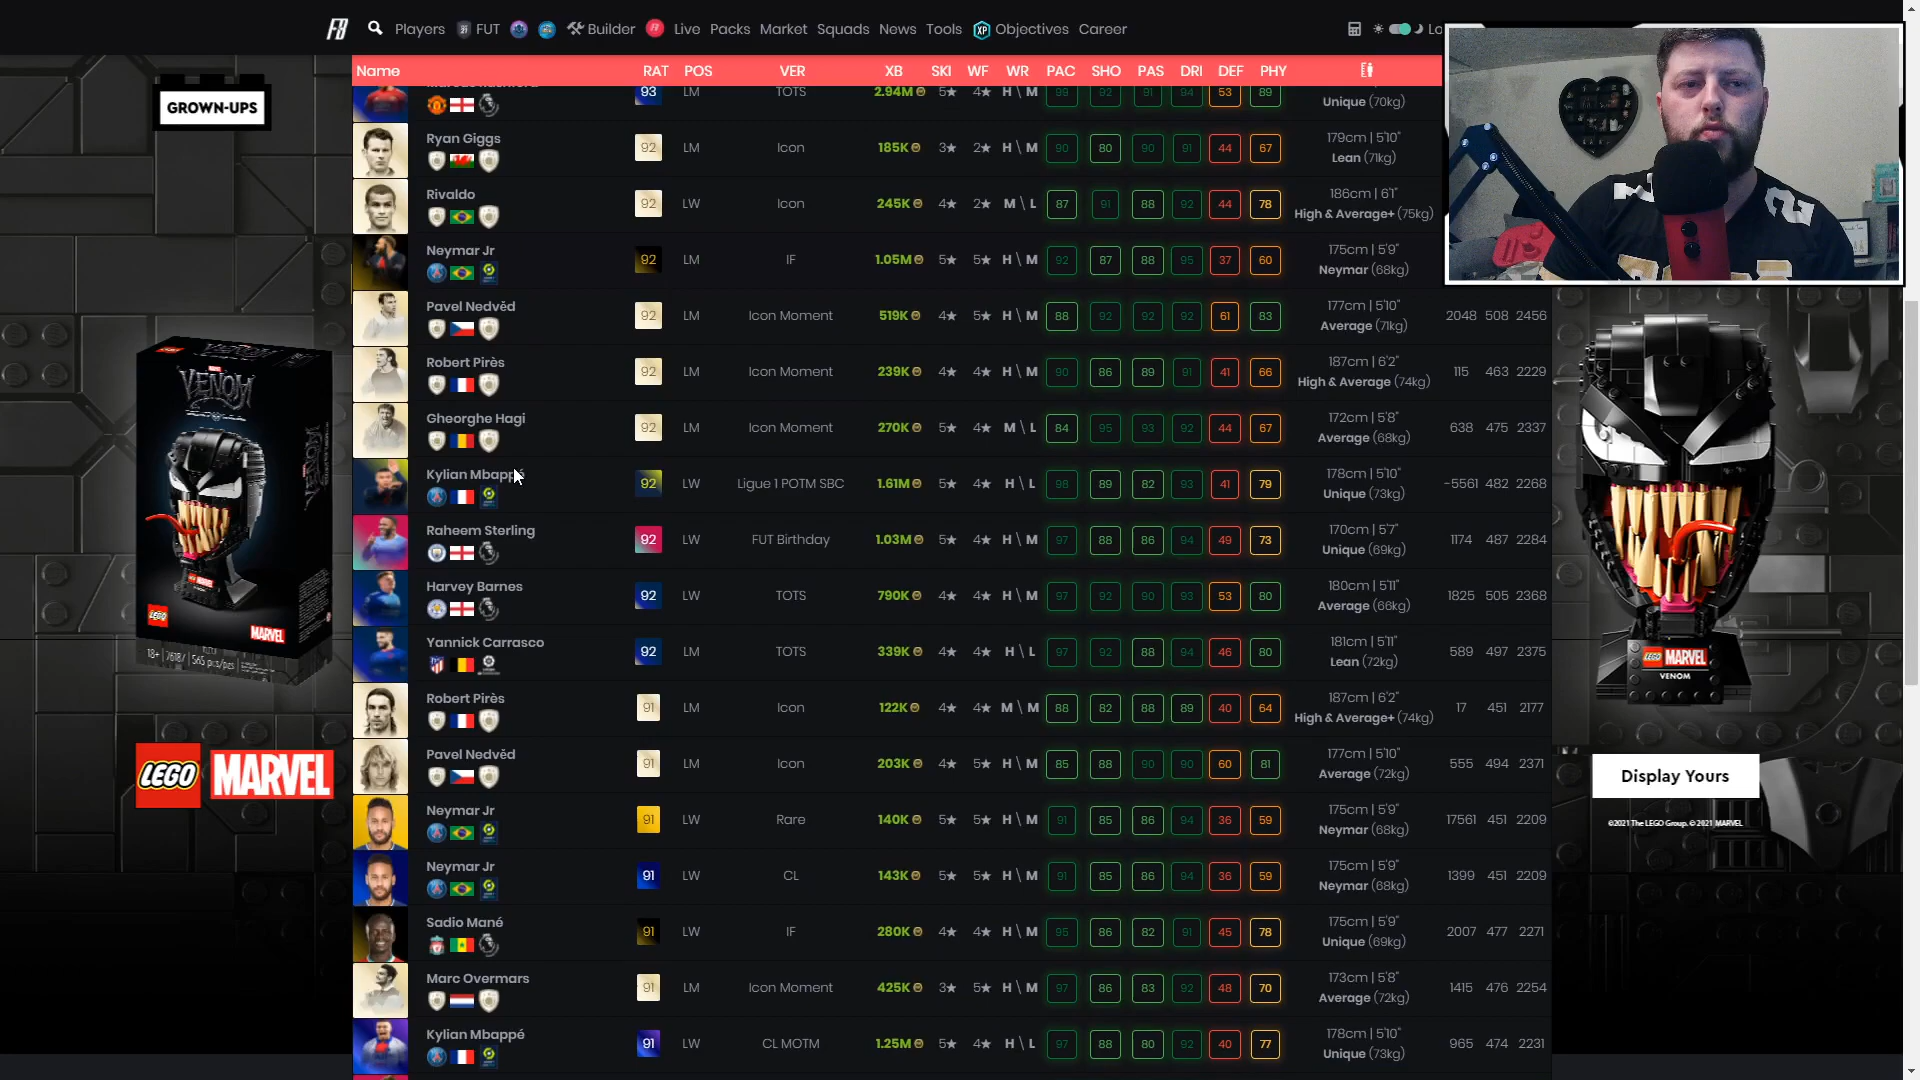 FB Players FUT Builder Live Packs Market Squads News Tools XP Objectives Career Lo
GROWN-UPS
Name RAT POS VER XB SKI WF WR PAC SHO PAS DRI DEF PHY
93 LM TOTS 2.94M 5★ 4★ H \ M 99 92 91 94 53 89 Unique (70kg)
Ryan Giggs 92 LM Icon 185K 3★ 2★ H \ M 90 80 90 91 44 67 179cm | 5'10"
Lean (71kg)
Rivaldo 92 LW Icon 245K 4★ 2★ M \ L 87 91 88 92 44 78 186cm | 6'1"
High & Average+ (75kg)
Neymar Jr 92 LM IF 1.05M 5★ 5★ H \ M 92 87 88 95 37 60 175cm | 5'9"
Neymar (68kg)
Pavel Nedvěd 92 LM Icon Moment 519K 4★ 5★ H \ M 88 92 92 92 61 83 177cm | 5'10" 2048 508 2456
Average (71kg)
Robert Pirès 92 LM Icon Moment 239K 4★ 4★ H \ M 90 86 89 91 41 66 187cm | 6'2" 115 463 2229
High & Average (74kg)
Gheorghe Hagi 92 LM Icon Moment 270K 5★ 4★ M \ L 84 95 93 92 44 67 172cm | 5'8" 638 475 2337
Average (68kg)
Kylian Mbappé 92 LW Ligue 1 POTM SBC 1.61M 5★ 4★ H \ L 98 89 82 93 41 79 178cm | 5'10" -5561 482 2268
Unique (73kg)
Raheem Sterling 92 LW FUT Birthday 1.03M 5★ 4★ H \ M 97 88 86 94 49 73 170cm | 5'7" 1174 487 2284
Unique (69kg)
Harvey Barnes 92 LW TOTS 790K 4★ 4★ H \ M 97 92 90 93 53 80 180cm | 5'11" 1825 505 2368
Average (66kg)
Yannick Carrasco 92 LM TOTS 339K 4★ 4★ H \ L 97 92 88 94 46 80 181cm | 5'11" 589 497 2375
Lean (72kg)
Robert Pirès 91 LM Icon 122K 4★ 4★ M \ M 88 82 88 89 40 64 187cm | 6'2" 17 451 2177
High & Average+ (74kg)
Pavel Nedvěd 91 LM Icon 203K 4★ 5★ H \ M 85 88 90 90 60 81 177cm | 5'10" 555 494 2371
Average (72kg)
Neymar Jr 91 LW Rare 140K 5★ 5★ H \ M 91 85 86 94 36 59 175cm | 5'9" 17561 451 2209
Neymar (68kg)
Neymar Jr 91 LW CL 143K 5★ 5★ H \ M 91 85 86 94 36 59 175cm | 5'9" 1399 451 2209
Neymar (68kg)
Sadio Mané 91 LW IF 280K 4★ 4★ H \ M 95 86 82 91 45 78 175cm | 5'9" 2007 477 2271
Unique (69kg)
Marc Overmars 91 LM Icon Moment 425K 3★ 5★ H \ M 97 86 83 92 48 70 173cm | 5'8" 1415 476 2254
Average (72kg)
Kylian Mbappé 91 LW CL MOTM 1.25M 5★ 4★ H \ L 97 88 80 92 40 77 178cm | 5'10" 965 474 2231
Unique (73kg)
MARVEL
VENOM
LEGO
MARVEL
18+
LEGO MARVEL
LEGO MARVEL
VENOM
Display Yours
©2021 The LEGO Group. © 2021 MARVEL